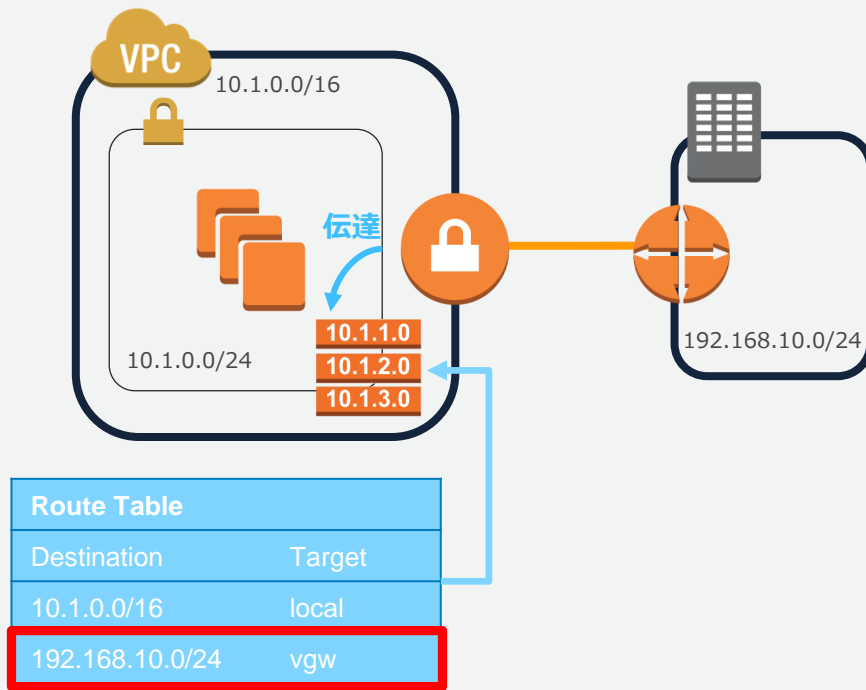 VPC
10.1.0.0/16
伝達
10.1.1.0
10.1.2.0
10.1.3.0
10.1.0.0/24
192.168.10.0/24
Route Table
Destination Target
10.1.0.0/16 local
192.168.10.0/24 vgw